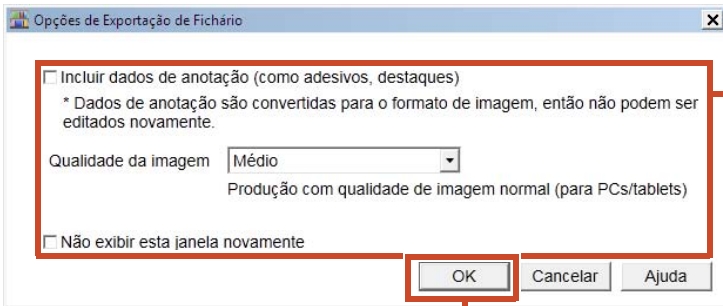 Opções de Exportação de Fichário
Incluir dados de anotação (como adesivos, destaques)
* Dados de anotação são convertidas para o formato de imagem, então não podem ser
editados novamente.
Qualidade da imagem Médio
Produção com qualidade de imagem normal (para PCs/tablets)
Não exibir esta janela novamente
OK Cancelar Ajuda